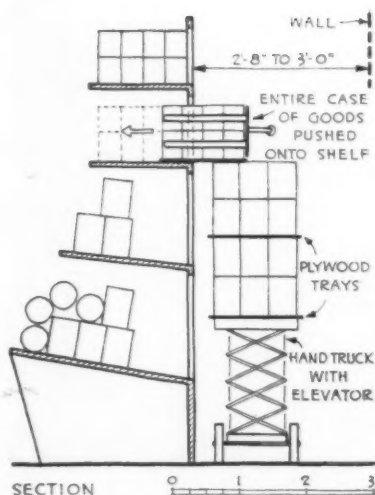 WALL
2'-8" TO 3'-0"
ENTIRE CASE
OF GOODS
PUSHED
ONTO SHELF
PLYWOOD
TRAYS
HAND TRUCK
WITH
ELEVATOR
SECTION
0 1 2 3